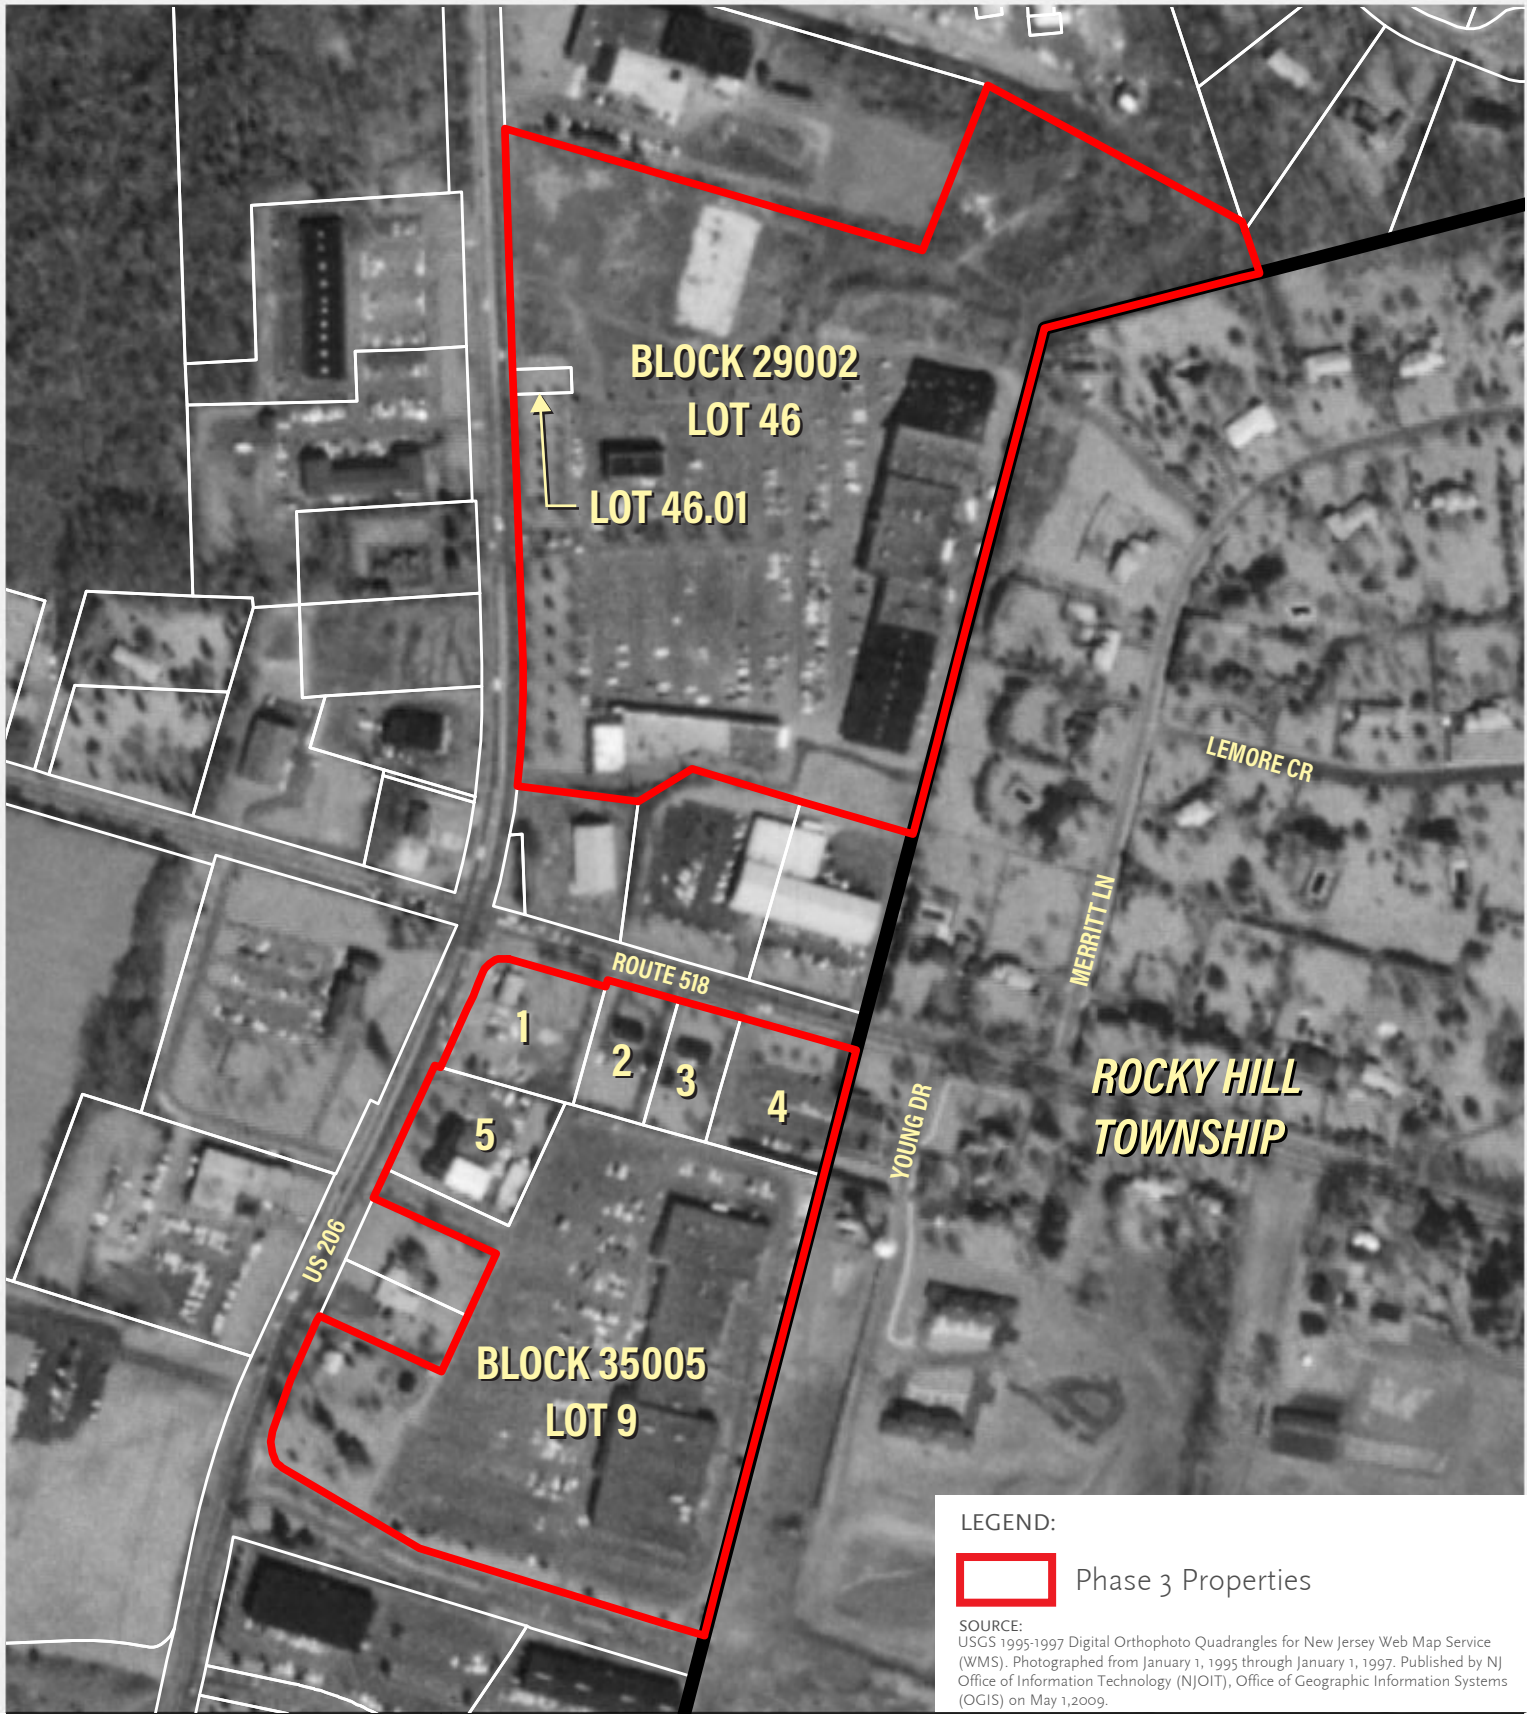 BLOCK 29002
LOT 46
LOT 46.01
LEMORE CR
MERRITT LN
ROUTE 518
1
2
3
4
5
ROCKY HILL
TOWNSHIP
YOUNG DR
US 206
BLOCK 35005
LOT 9
LEGEND:
Phase 3 Properties
SOURCE:
USGS 1995-1997 Digital Orthophoto Quadrangles for New Jersey Web Map Service
(WMS). Photographed from January 1, 1995 through January 1, 1997. Published by NJ
Office of Information Technology (NJOIT), Office of Geographic Information Systems
(OGIS) on May 1,2009.